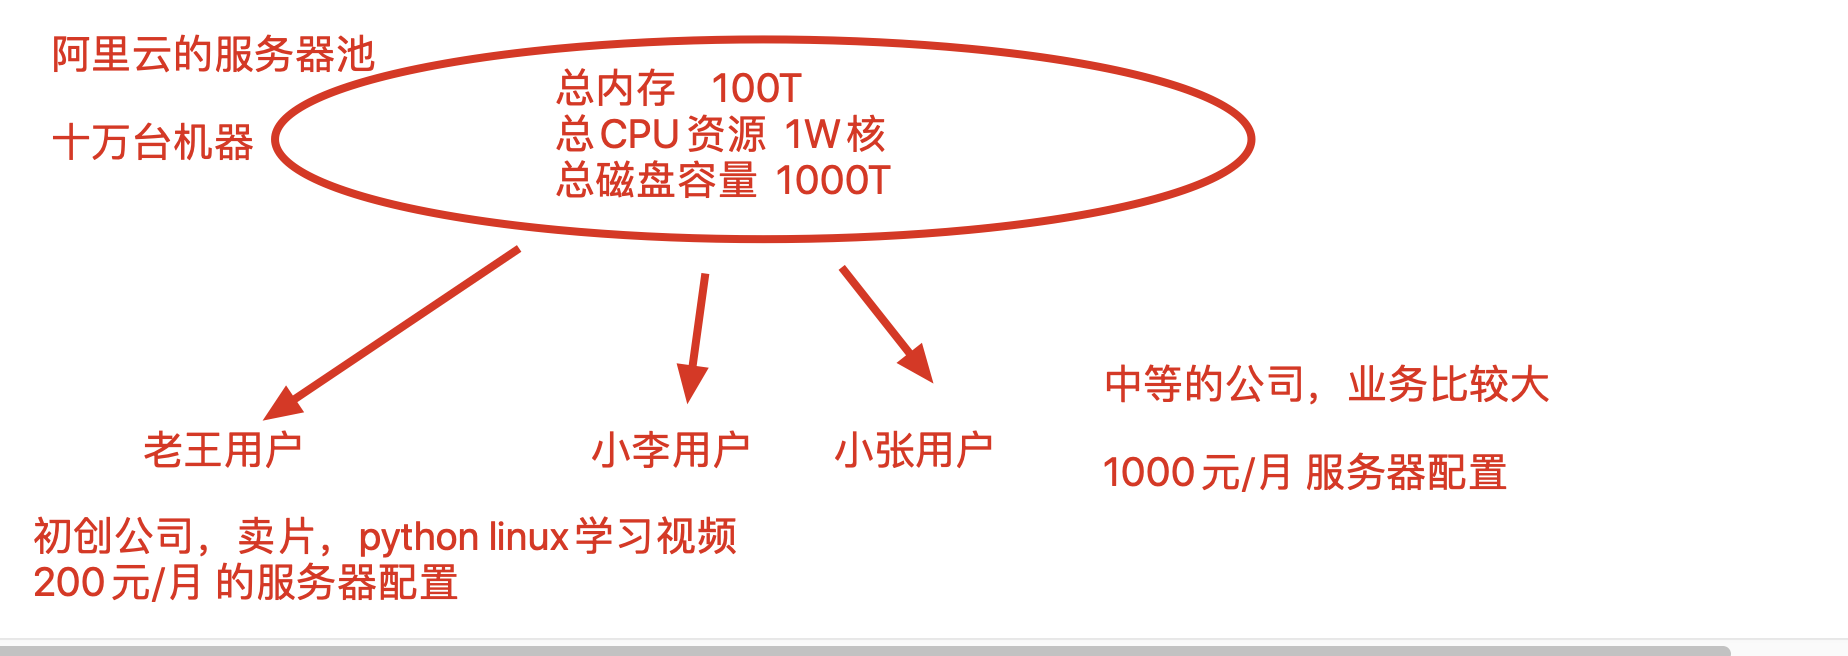 阿里云的服务器池
十万台机器
总内存 100T
总CPU资源 1W核
总磁盘容量 1000T
老王用户
小李用户
小张用户
初创公司，卖片，python linux学习视频
200元/月 的服务器配置
中等的公司，业务比较大
1000元/月 服务器配置